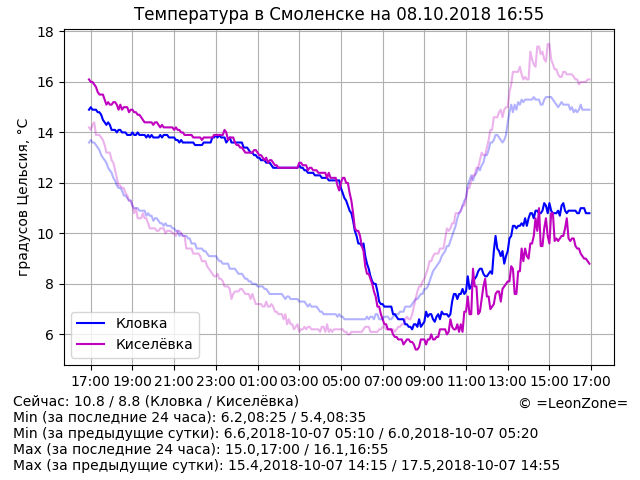 Температура в Смоленске на 08.10.2018 16:55
градусов Цельсия, °C
18
16
14
12
10
8
6
Кловка
Киселёвка
17:00 19:00 21:00 23:00 01:00 03:00 05:00 07:00 09:00 11:00 13:00 15:00 17:00
Сейчас: 10.8 / 8.8 (Кловка / Киселёвка)
© =LeonZone=
Min (за последние 24 часа): 6.2,08:25 / 5.4,08:35
Min (за предыдущие сутки): 6.6,2018-10-07 05:10 / 6.0,2018-10-07 05:20
Max (за последние 24 часа): 15.0,17:00 / 16.1,16:55
Max (за предыдущие сутки): 15.4,2018-10-07 14:15 / 17.5,2018-10-07 14:55